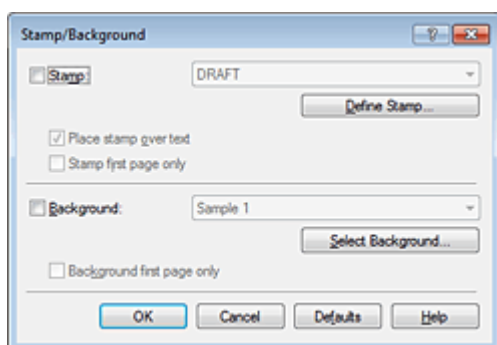 Stamp/Background
Stamp: DRAFT
Define Stamp...
Place stamp over text
Stamp first page only
Background: Sample 1
Select Background...
Background first page only
OK Cancel Defaults Help